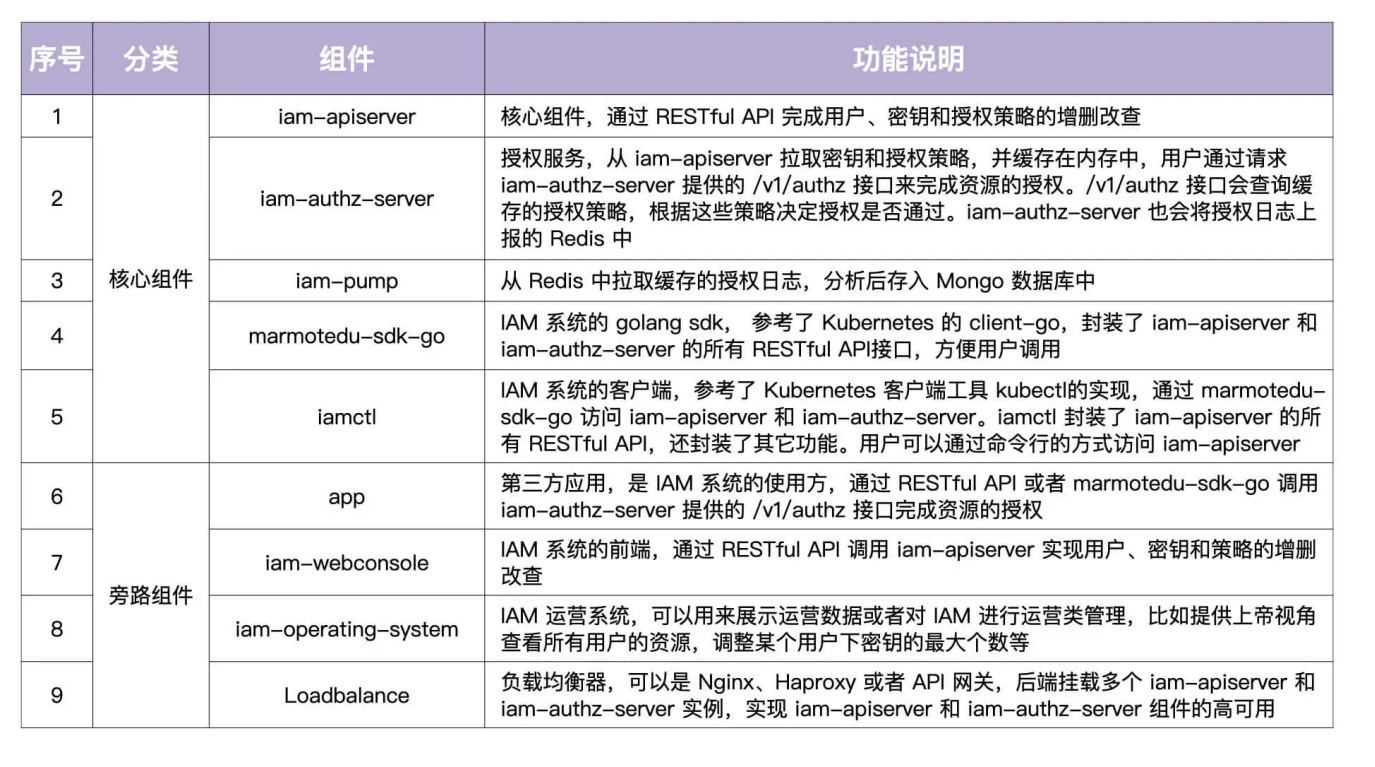 序号 分类 组件 功能说明
1 iam-apiserver 核心组件，通过 RESTful API 完成用户、密钥和授权策略的增删改查
2 iam-authz-server 授权服务，从 iam-apiserver 拉取密钥和授权策略，并缓存在内存中，用户通过请求
iam-authz-server 提供的 /v1/authz 接口来完成资源的授权。/v1/authz 接口会查询缓
存的授权策略，根据这些策略决定授权是否通过。iam-authz-server 也会将授权日志上
报的 Redis 中
核心组件
3 iam-pump 从 Redis 中拉取缓存的授权日志，分析后存入 Mongo 数据库中
4 marmotedu-sdk-go IAM 系统的 golang sdk， 参考了 Kubernetes 的 client-go，封装了 iam-apiserver 和
iam-authz-server 的所有 RESTful API接口，方便用户调用
5 iamctl IAM 系统的客户端，参考了 Kubernetes 客户端工具 kubectl的实现，通过 marmotedu-
sdk-go 访问 iam-apiserver 和 iam-authz-server。iamctl 封装了 iam-apiserver 的所
有 RESTful API，还封装了其它功能。用户可以通过命令行的方式访问 iam-apiserver
6 app 第三方应用，是 IAM 系统的使用方，通过 RESTful API 或者 marmotedu-sdk-go 调用
iam-authz-server 提供的 /v1/authz 接口完成资源的授权
7 iam-webconsole IAM 系统的前端，通过 RESTful API 调用 iam-apiserver 实现用户、密钥和策略的增删
改查
旁路组件
8 iam-operating-system IAM 运营系统，可以用来展示运营数据或者对 IAM 进行运营类管理，比如提供上帝视角
查看所有用户的资源，调整某个用户下密钥的最大个数等
9 Loadbalance 负载均衡器，可以是 Nginx、Haproxy 或者 API 网关，后端挂载多个 iam-apiserver 和
iam-authz-server 实例，实现 iam-apiserver 和 iam-authz-server 组件的高可用